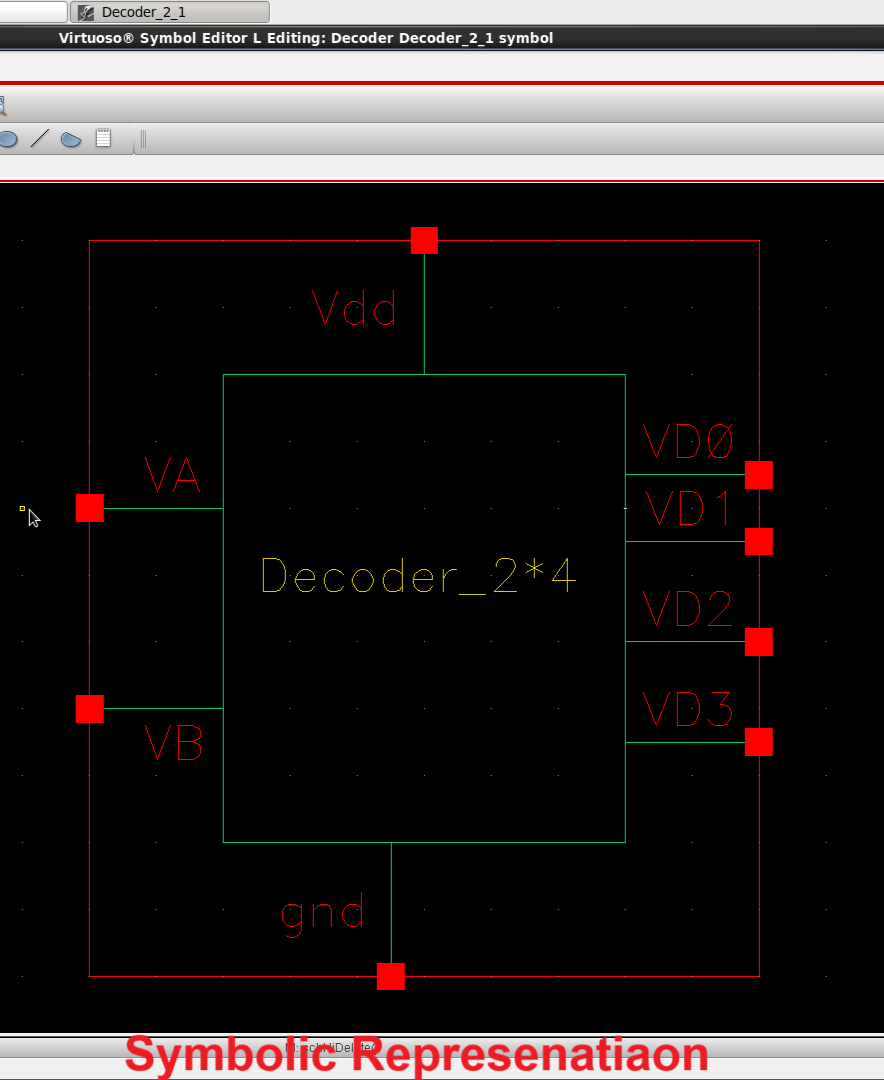 Decoder_2_1
Virtuoso® Symbol Editor L Editing: Decoder Decoder_2_1 symbol
Vdd
VD0
VA
VD1
Decoder_2*4
VD2
VD3
VB
gnd
Symbolic Represenatiaon